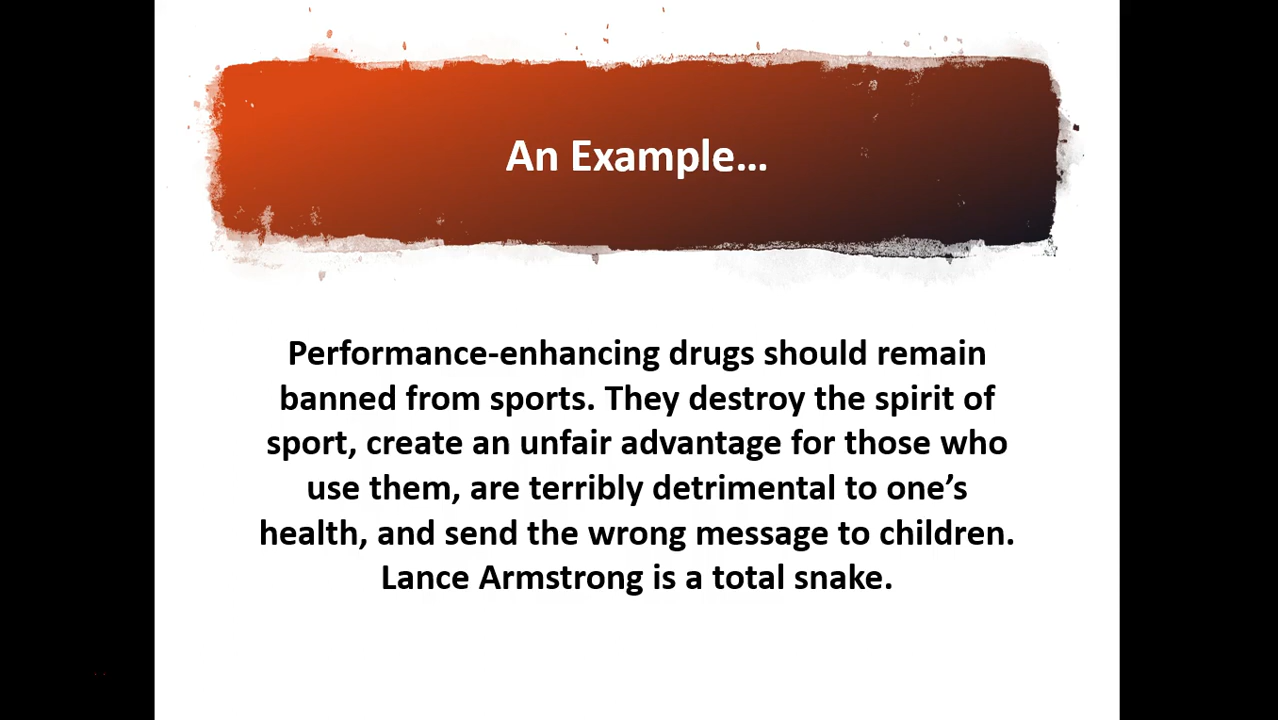 An Example…
Performance-enhancing drugs should remain
banned from sports. They destroy the spirit of
sport, create an unfair advantage for those who
use them, are terribly detrimental to one’s
health, and send the wrong message to children.
Lance Armstrong is a total snake.